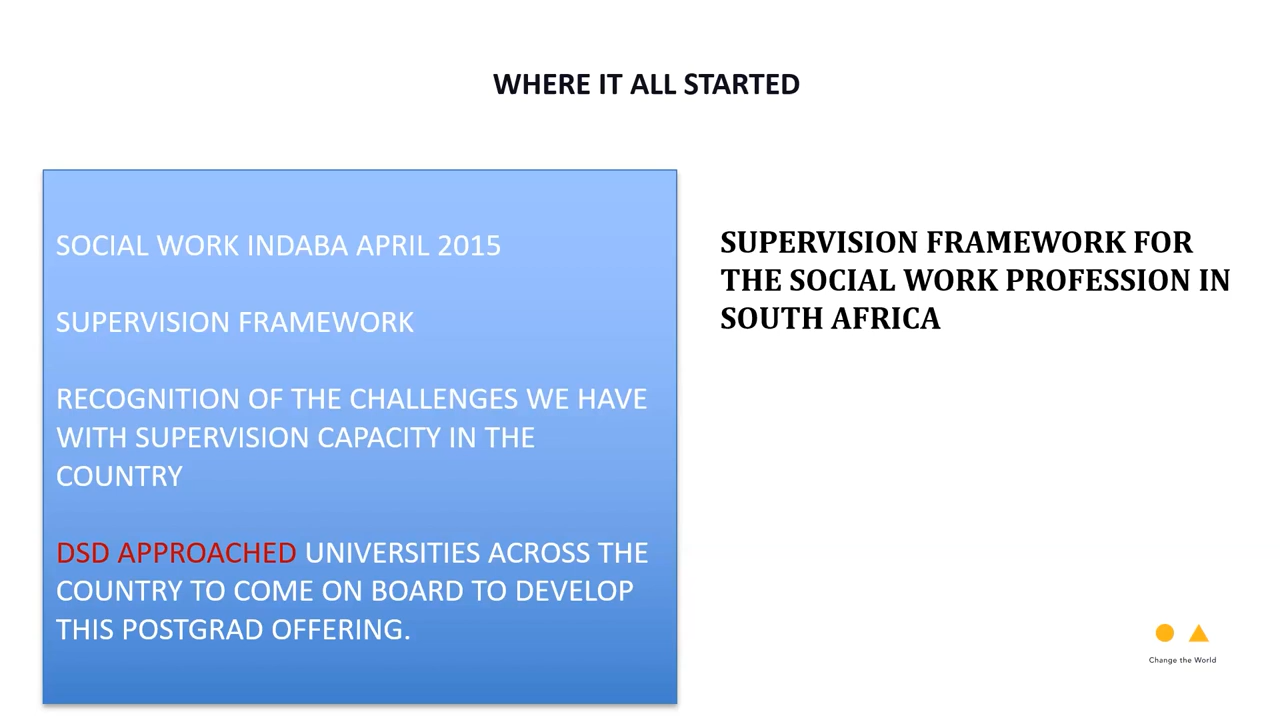 WHERE IT ALL STARTED
SOCIAL WORK INDABA APRIL 2015
SUPERVISION FRAMEWORK
RECOGNITION OF THE CHALLENGES WE HAVE
WITH SUPERVISION CAPACITY IN THE
COUNTRY
DSD APPROACHED UNIVERSITIES ACROSS THE
COUNTRY TO COME ON BOARD TO DEVELOP
THIS POSTGRAD OFFERING.
SUPERVISION FRAMEWORK FOR
THE SOCIAL WORK PROFESSION IN
SOUTH AFRICA
Change the World